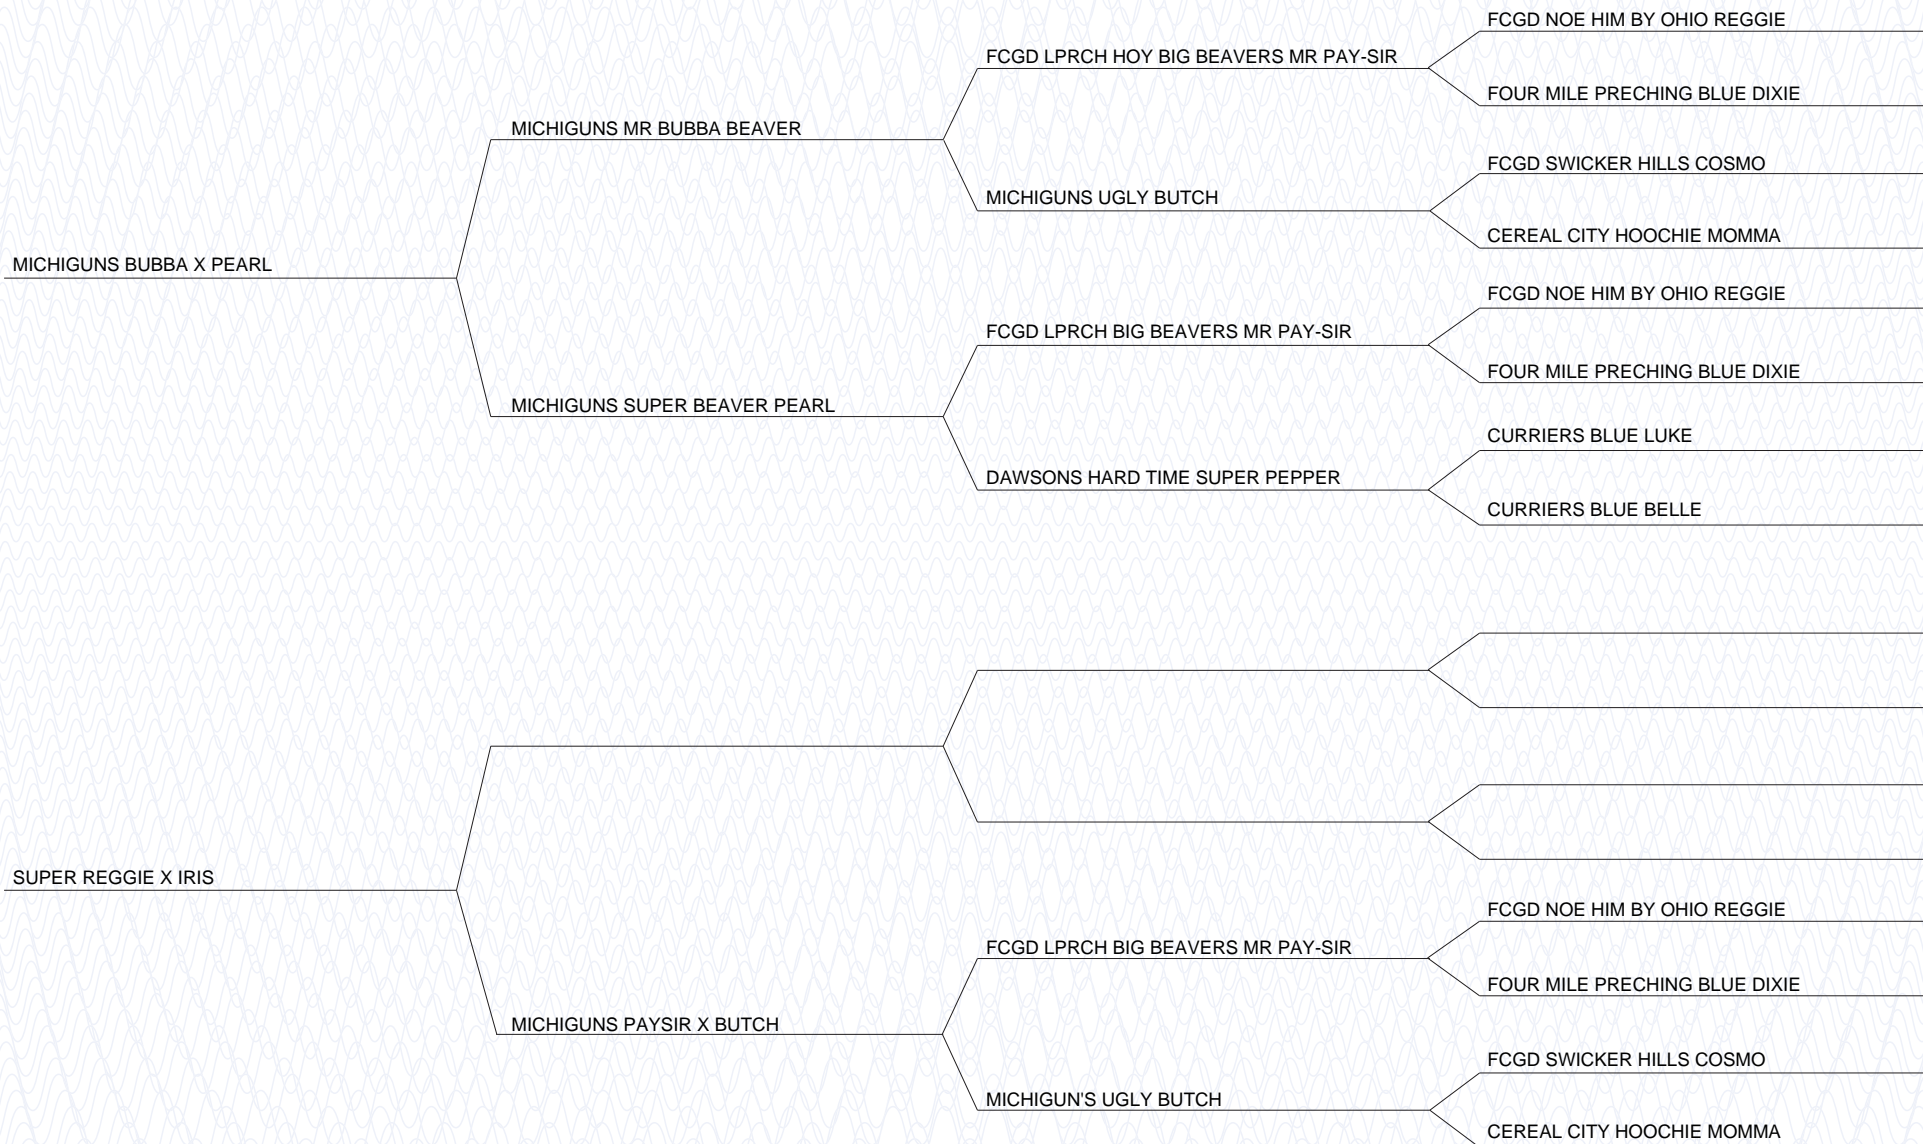 FCGD NOE HIM BY OHIO REGGIE
FCGD LPRCH HOY BIG BEAVERS MR PAY-SIR
FOUR MILE PRECHING BLUE DIXIE
MICHIGUNS MR BUBBA BEAVER
FCGD SWICKER HILLS COSMO
MICHIGUNS UGLY BUTCH
CEREAL CITY HOOCHIE MOMMA
MICHIGUNS BUBBA X PEARL
FCGD NOE HIM BY OHIO REGGIE
FCGD LPRCH BIG BEAVERS MR PAY-SIR
FOUR MILE PRECHING BLUE DIXIE
MICHIGUNS SUPER BEAVER PEARL
CURRIERS BLUE LUKE
DAWSONS HARD TIME SUPER PEPPER
CURRIERS BLUE BELLE
SUPER REGGIE X IRIS
FCGD NOE HIM BY OHIO REGGIE
FCGD LPRCH BIG BEAVERS MR PAY-SIR
FOUR MILE PRECHING BLUE DIXIE
MICHIGUNS PAYSIR X BUTCH
FCGD SWICKER HILLS COSMO
MICHIGUN'S UGLY BUTCH
CEREAL CITY HOOCHIE MOMMA